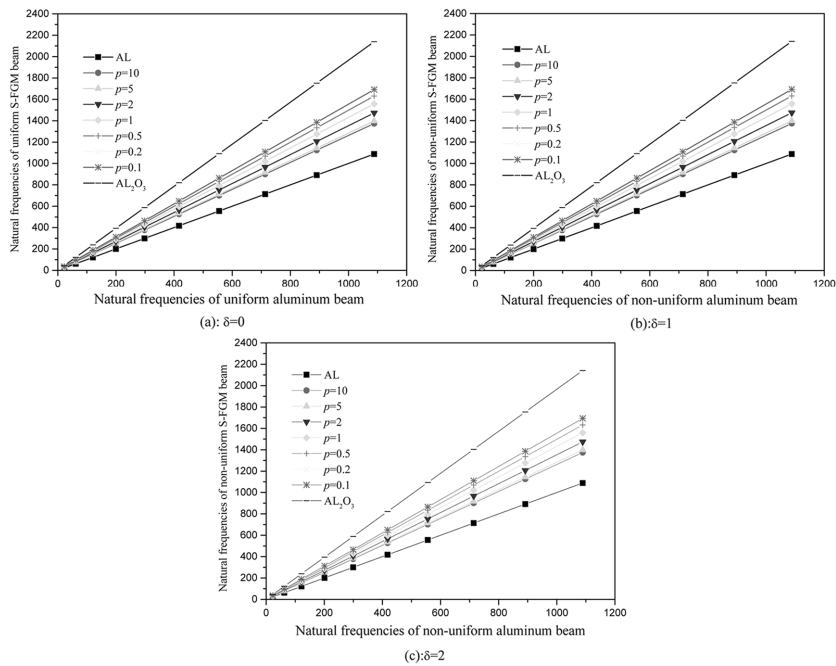 2400
2200
2000
1800
1600
1400
1200
1000
800
600
400
200
0
Natural frequencies of uniform S-FGM beam
AL
p=10
p=5
p=2
p=1
p=0.5
p=0.2
p=0.1
AL2O3
0 200 400 600 800 1000 1200
Natural frequencies of uniform aluminum beam
(a): δ=0
2400
2200
2000
1800
1600
1400
1200
1000
800
600
400
200
0
Natural frequencies of non-uniform S-FGM beam
AL
p=10
p=5
p=2
p=1
p=0.5
p=0.2
p=0.1
AL2O3
0 200 400 600 800 1000 1200
Natural frequencies of non-uniform aluminum beam
(b):δ=1
2400
2200
2000
1800
1600
1400
1200
1000
800
600
400
200
0
Natural frequencies of non-uniform S-FGM beam
AL
p=10
p=5
p=2
p=1
p=0.5
p=0.2
p=0.1
AL2O3
0 200 400 600 800 1000 1200
Natural frequencies of non-uniform aluminum beam
(c):δ=2